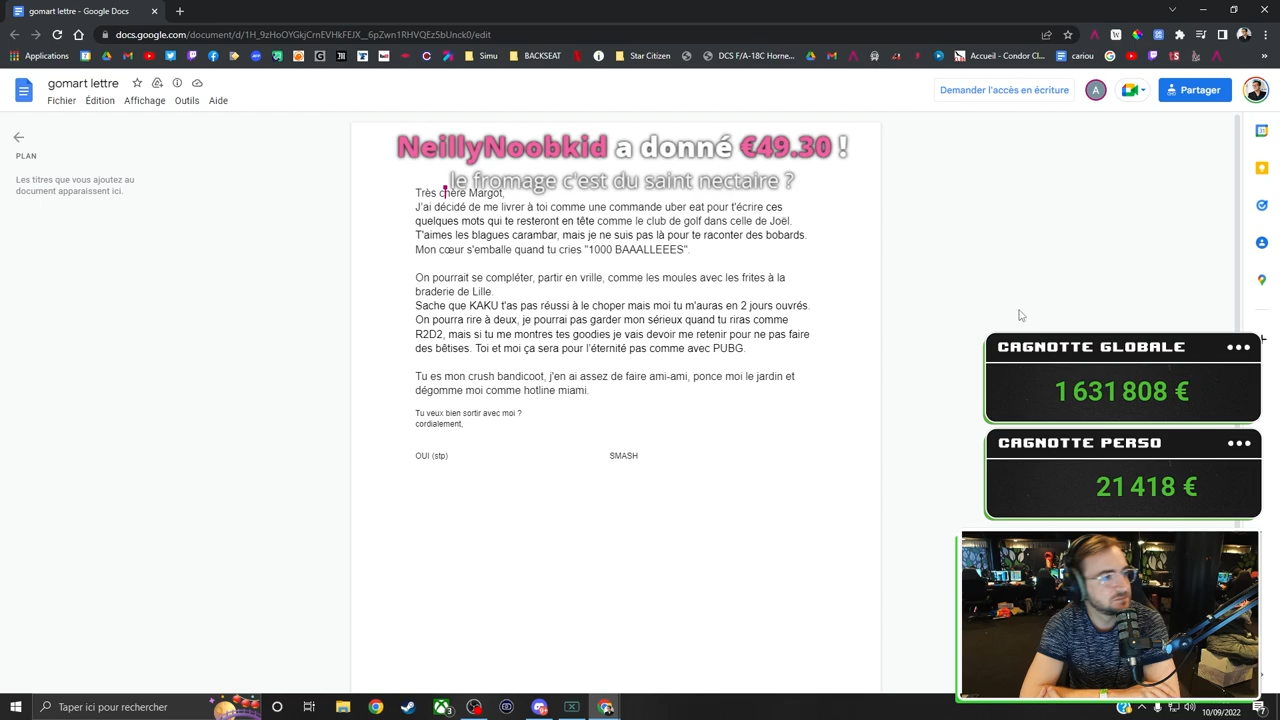 gomart lettre - Google Docs
docs.google.com/document/d/1H_9zHoOYGkjCrnEVHkFEJX__6pZwn1RHVQEz5bUnck0/edit
Applications
Simu
BACKSEAT
Star Citizen
DCS F/A-18C Horne...
Accueil - Condor Cl...
cariou
gomart lettre
Fichier Édition Affichage Outils Aide
Demander l'accès en écriture
A
Partager
PLAN
Les titres que vous ajoutez au
document apparaissent ici.
NeillyNoobkid a donné €49.30 !
le fromage c'est du saint nectaire ?
Très chère Margot,
J'ai décidé de me livrer à toi comme une commande uber eat pour t'écrire ces
quelques mots qui te resteront en tête comme le club de golf dans celle de Joël.
T'aimes les blagues carambar, mais je ne suis pas là pour te raconter des bobards.
Mon cœur s'emballe quand tu cries "1000 BAAALLEEES".
On pourrait se compléter, partir en vrille, comme les moules avec les frites à la
braderie de Lille.
Sache que KAKU t'as pas réussi à le choper mais moi tu m'auras en 2 jours ouvrés.
On pourra rire à deux, je pourrai pas garder mon sérieux quand tu riras comme
R2D2, mais si tu me montres tes goodies je vais devoir me retenir pour ne pas faire
des bêtises. Toi et moi ça sera pour l'éternité pas comme avec PUBG.
Tu es mon crush bandicoot, j'en ai assez de faire ami-ami, ponce moi le jardin et
dégomme moi comme hotline miami.
Tu veux bien sortir avec moi ?
cordialement,
OUI (stp) SMASH
CAGNOTTE GLOBALE
1 631 808 €
CAGNOTTE PERSO
21 418 €
Taper ici pour rechercher
10/09/2022